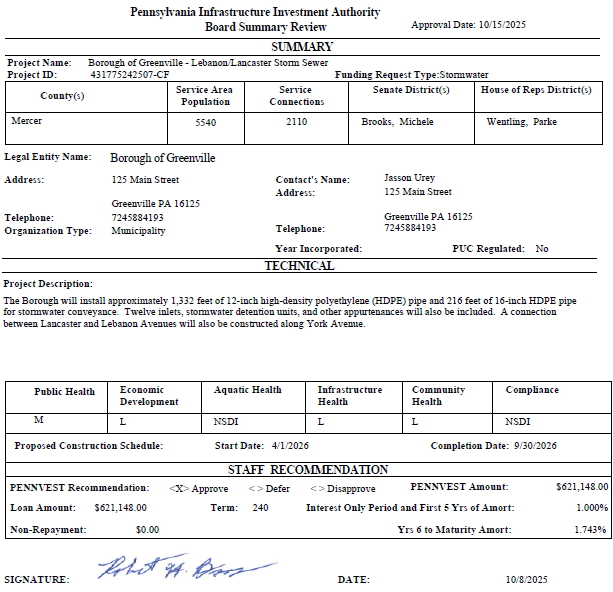 Pennsylvania Infrastructure Investment Authority
Board Summary Review
Approval Date: 10/15/2025
SUMMARY
Project Name: Borough of Greenville - Lebanon/Lancaster Storm Sewer
Project ID: 431775242507-CF Funding Request Type:Stormwater
County(s) Service Area Population Service Connections Senate District(s) House of Reps District(s)
Mercer 5540 2110 Brooks, Michele Wentling, Parke
Legal Entity Name: Borough of Greenville
Address: 125 Main Street Contact's Name: Jasson Urey
Address: 125 Main Street
Greenville PA 16125 Greenville PA 16125
Telephone: 7245884193 Telephone: 7245884193
Organization Type: Municipality
Year Incorporated: PUC Regulated: No
TECHNICAL
Project Description:
The Borough will install approximately 1,332 feet of 12-inch high-density polyethylene (HDPE) pipe and 216 feet of 16-inch HDPE pipe
for stormwater conveyance. Twelve inlets, stormwater detention units, and other appurtenances will also be included. A connection
between Lancaster and Lebanon Avenues will also be constructed along York Avenue.
Public Health Economic Development Aquatic Health Infrastructure Health Community Health Compliance
M L NSDI L L NSDI
Proposed Construction Schedule: Start Date: 4/1/2026 Completion Date: 9/30/2026
STAFF RECOMMENDATION
PENNVEST Recommendation: <X> Approve < > Defer < > Disapprove PENNVEST Amount: $621,148.00
Loan Amount: $621,148.00 Term: 240 Interest Only Period and First 5 Yrs of Amort: 1.000%
Non-Repayment: $0.00 Yrs 6 to Maturity Amort: 1.743%
SIGNATURE: DATE: 10/8/2025